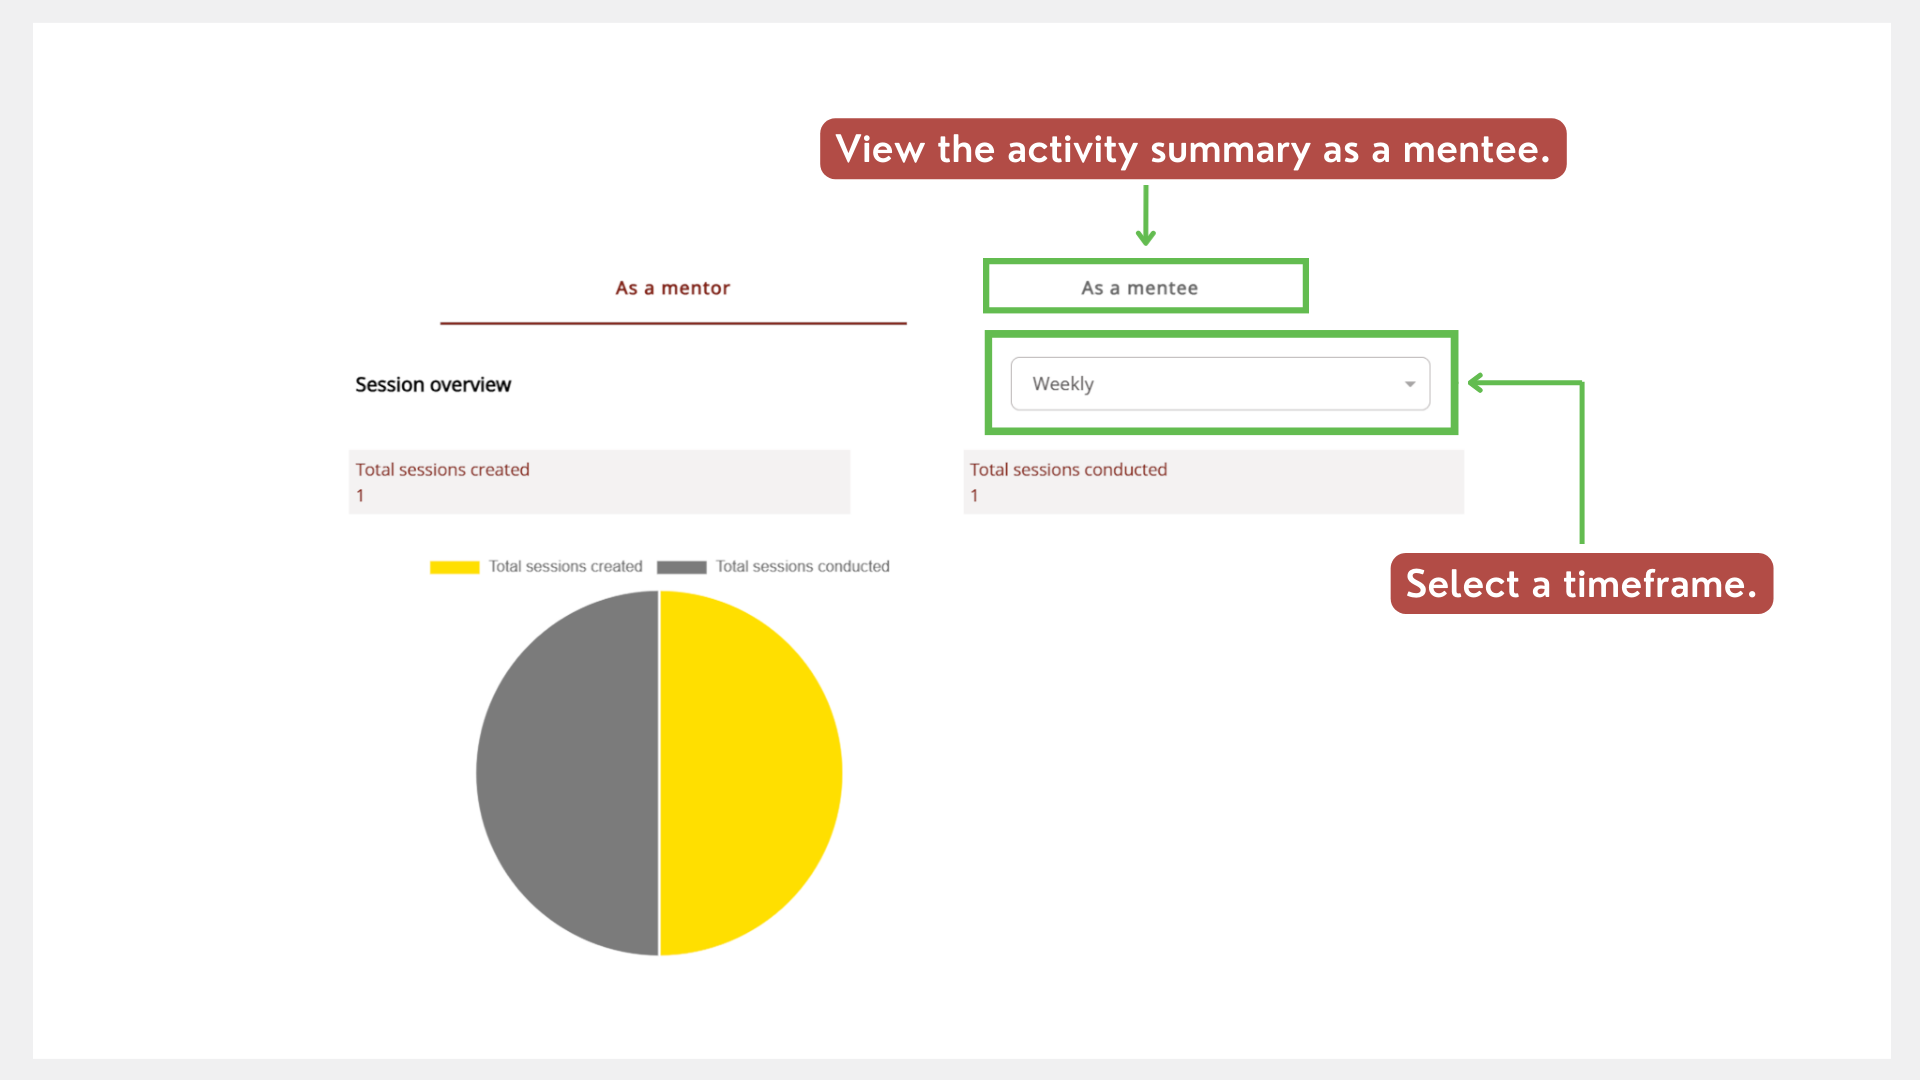 View the activity summary as a mentee.
As a mentor
As a mentee
Session overview
Weekly
Total sessions created
1
Total sessions conducted
1
Total sessions created
Total sessions conducted
Select a timeframe.